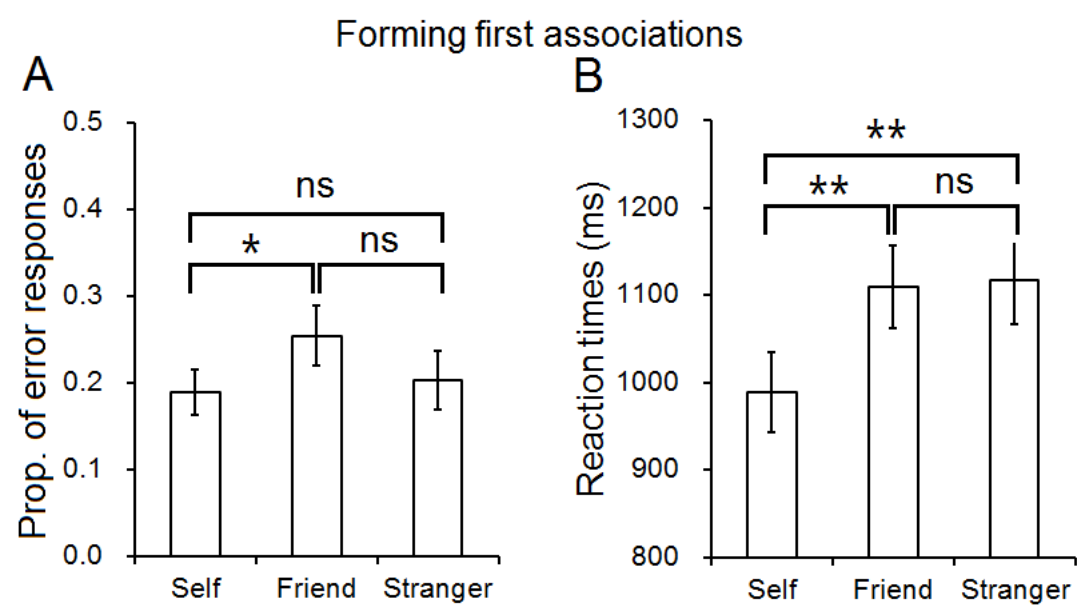 Forming first associations
A
Prop. of error responses
0.5
0.4
0.3
0.2
0.1
0.0
ns
*
ns
Self Friend Stranger
B
Reaction times (ms)
1300
1200
1100
1000
900
800
**
**
ns
Self Friend Stranger